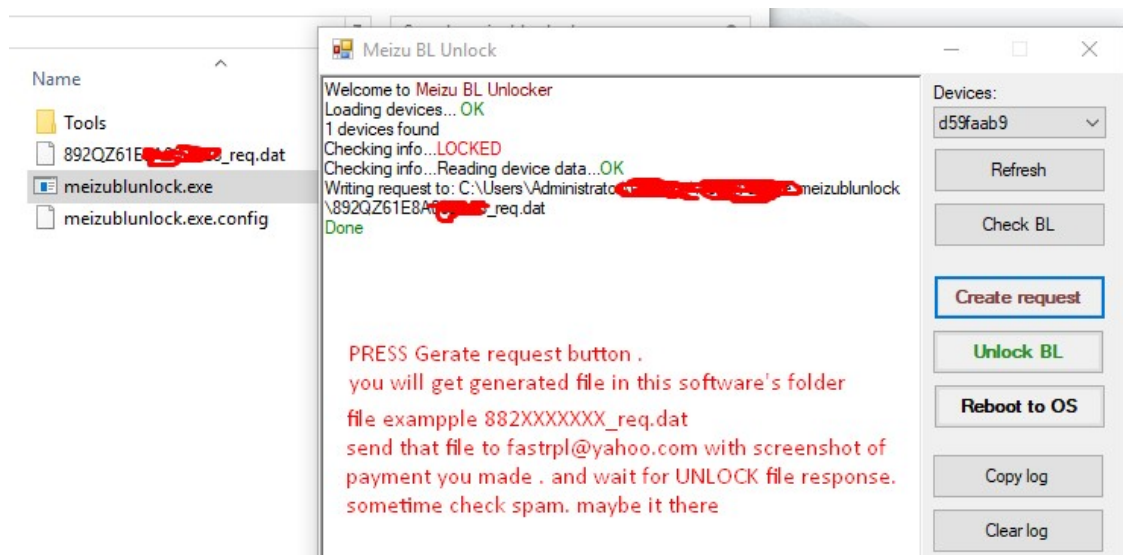 Name
Tools
892QZ61E _req.dat
meizublunlock.exe
meizublunlock.exe.config
Meizu BL Unlock
Welcome to Meizu BL Unlocker
Loading devices... OK
1 devices found
Checking info...LOCKED
Checking info...Reading device data...OK
Writing request to: C:\Users\Administrato meizublunlock
\892QZ61E8A _req.dat
Done
PRESS Gerate request button .
you will get generated file in this software's folder
file exampple 882XXXXXXX_req.dat
send that file to fastrpl@yahoo.com with screenshot of
payment you made . and wait for UNLOCK file response.
sometime check spam. maybe it there
Devices:
d59faab9
Refresh
Check BL
Create request
Unlock BL
Reboot to OS
Copy log
Clear log